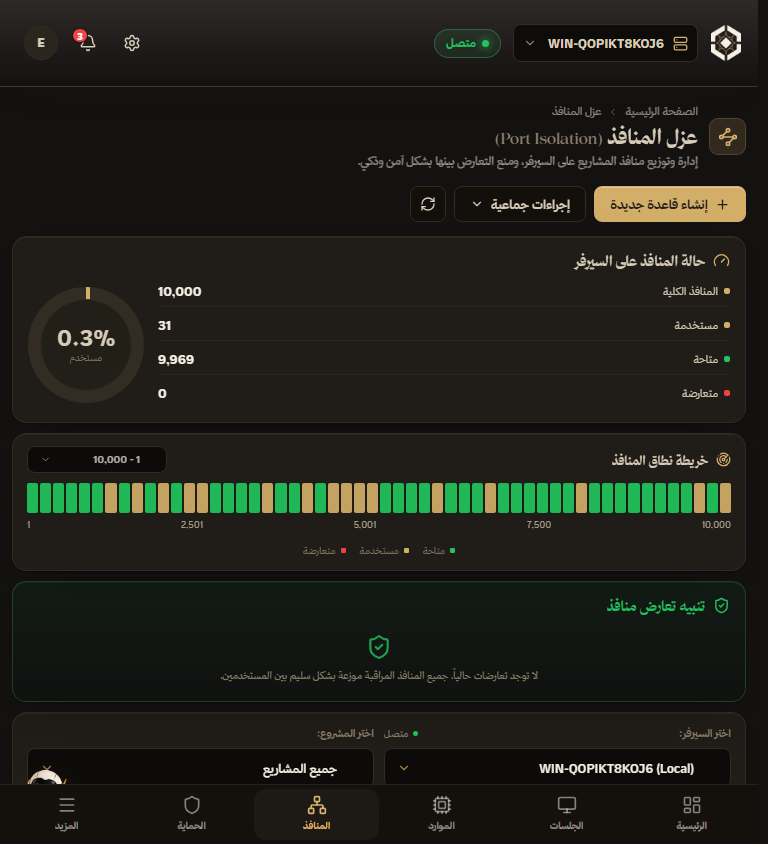 WIN-QOPIKT8KOJ6
متصل
3
E
الصفحة الرئيسية > عزل المنافذ
عزل المنافذ (Port Isolation)
إدارة وتوزيع منافذ المشاريع على السيرفر، ومنع التعارض بينها بشكل آمن وذكي.
إنشاء قاعدة جديدة
إجراءات جماعية
حالة المنافذ على السيرفر
المنافذ الكلية 10,000
مستخدمة 31
متاحة 9,969
متعارضة 0
0.3%
مستخدم
خريطة نطاق المنافذ
1 - 10,000
1 2,501 5,001 7,500 10,000
متاحة مستخدمة متعارضة
تنبيه تعارض منافذ
لا توجد تعارضات حالياً. جميع المنافذ المراقبة موزعة بشكل سليم بين المستخدمين.
اختر السيرفر: متصل
WIN-QOPIKT8KOJ6 (Local)
اختر المشروع:
جميع المشاريع
الرئيسية
الجلسات
الموارد
المنافذ
الحماية
المزيد